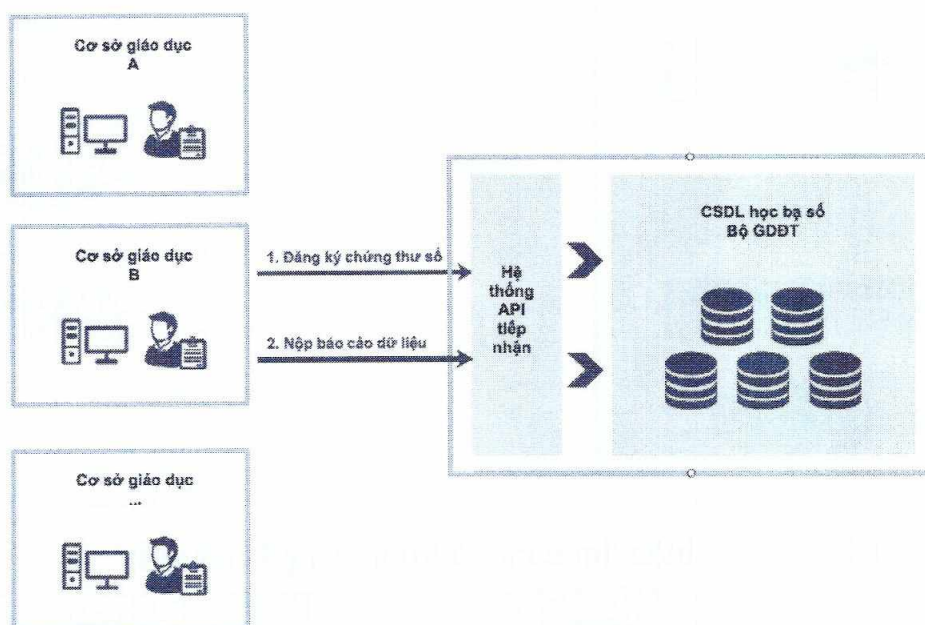 Cơ sở giáo dục
A
Cơ sở giáo dục
B
1. Đăng ký chứng thư số
2. Nộp báo cáo dữ liệu
Hệ
thống
API
tiếp
nhận
CSDL học bạ số
Bộ GDĐT
Cơ sở giáo dục
...